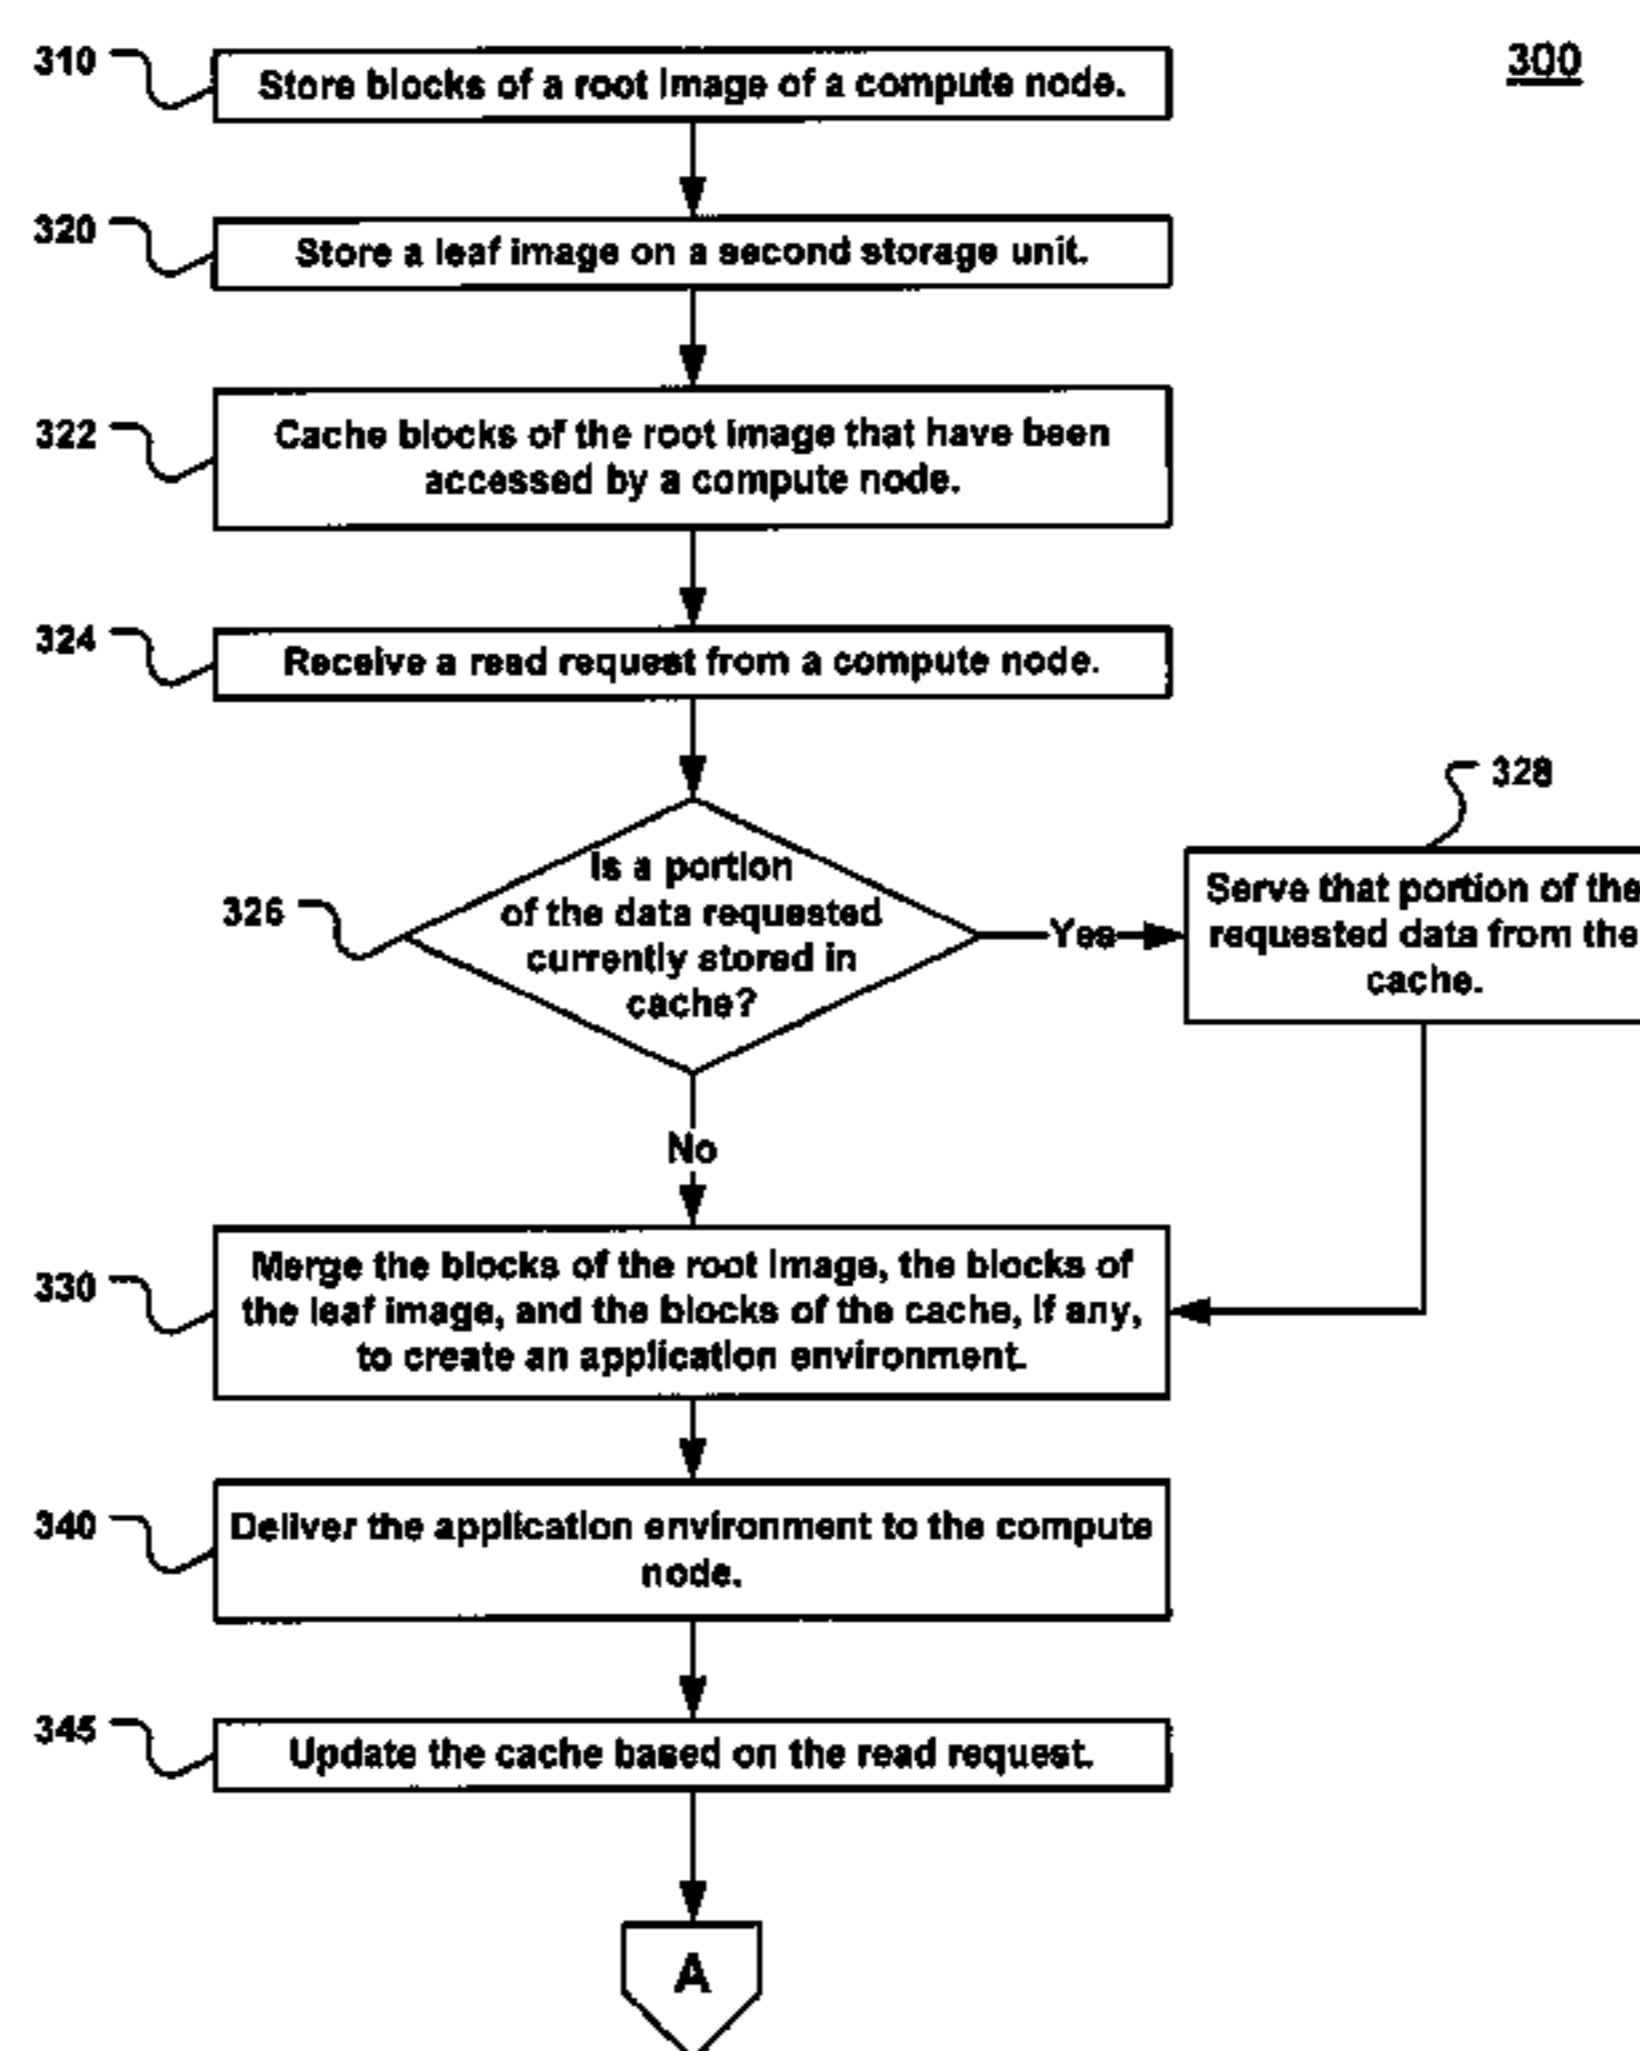 300
310
Store blocks of a root image of a compute node.
320
Store a leaf image on a second storage unit.
322
Cache blocks of the root image that have been
accessed by a compute node.
324
Receive a read request from a compute node.
326
Is a portion
of the data requested
currently stored in
cache?
Yes
328
Serve that portion of the
requested data from the
cache.
No
330
Merge the blocks of the root image, the blocks of
the leaf image, and the blocks of the cache, if any,
to create an application environment.
340
Deliver the application environment to the compute
node.
345
Update the cache based on the read request.
A